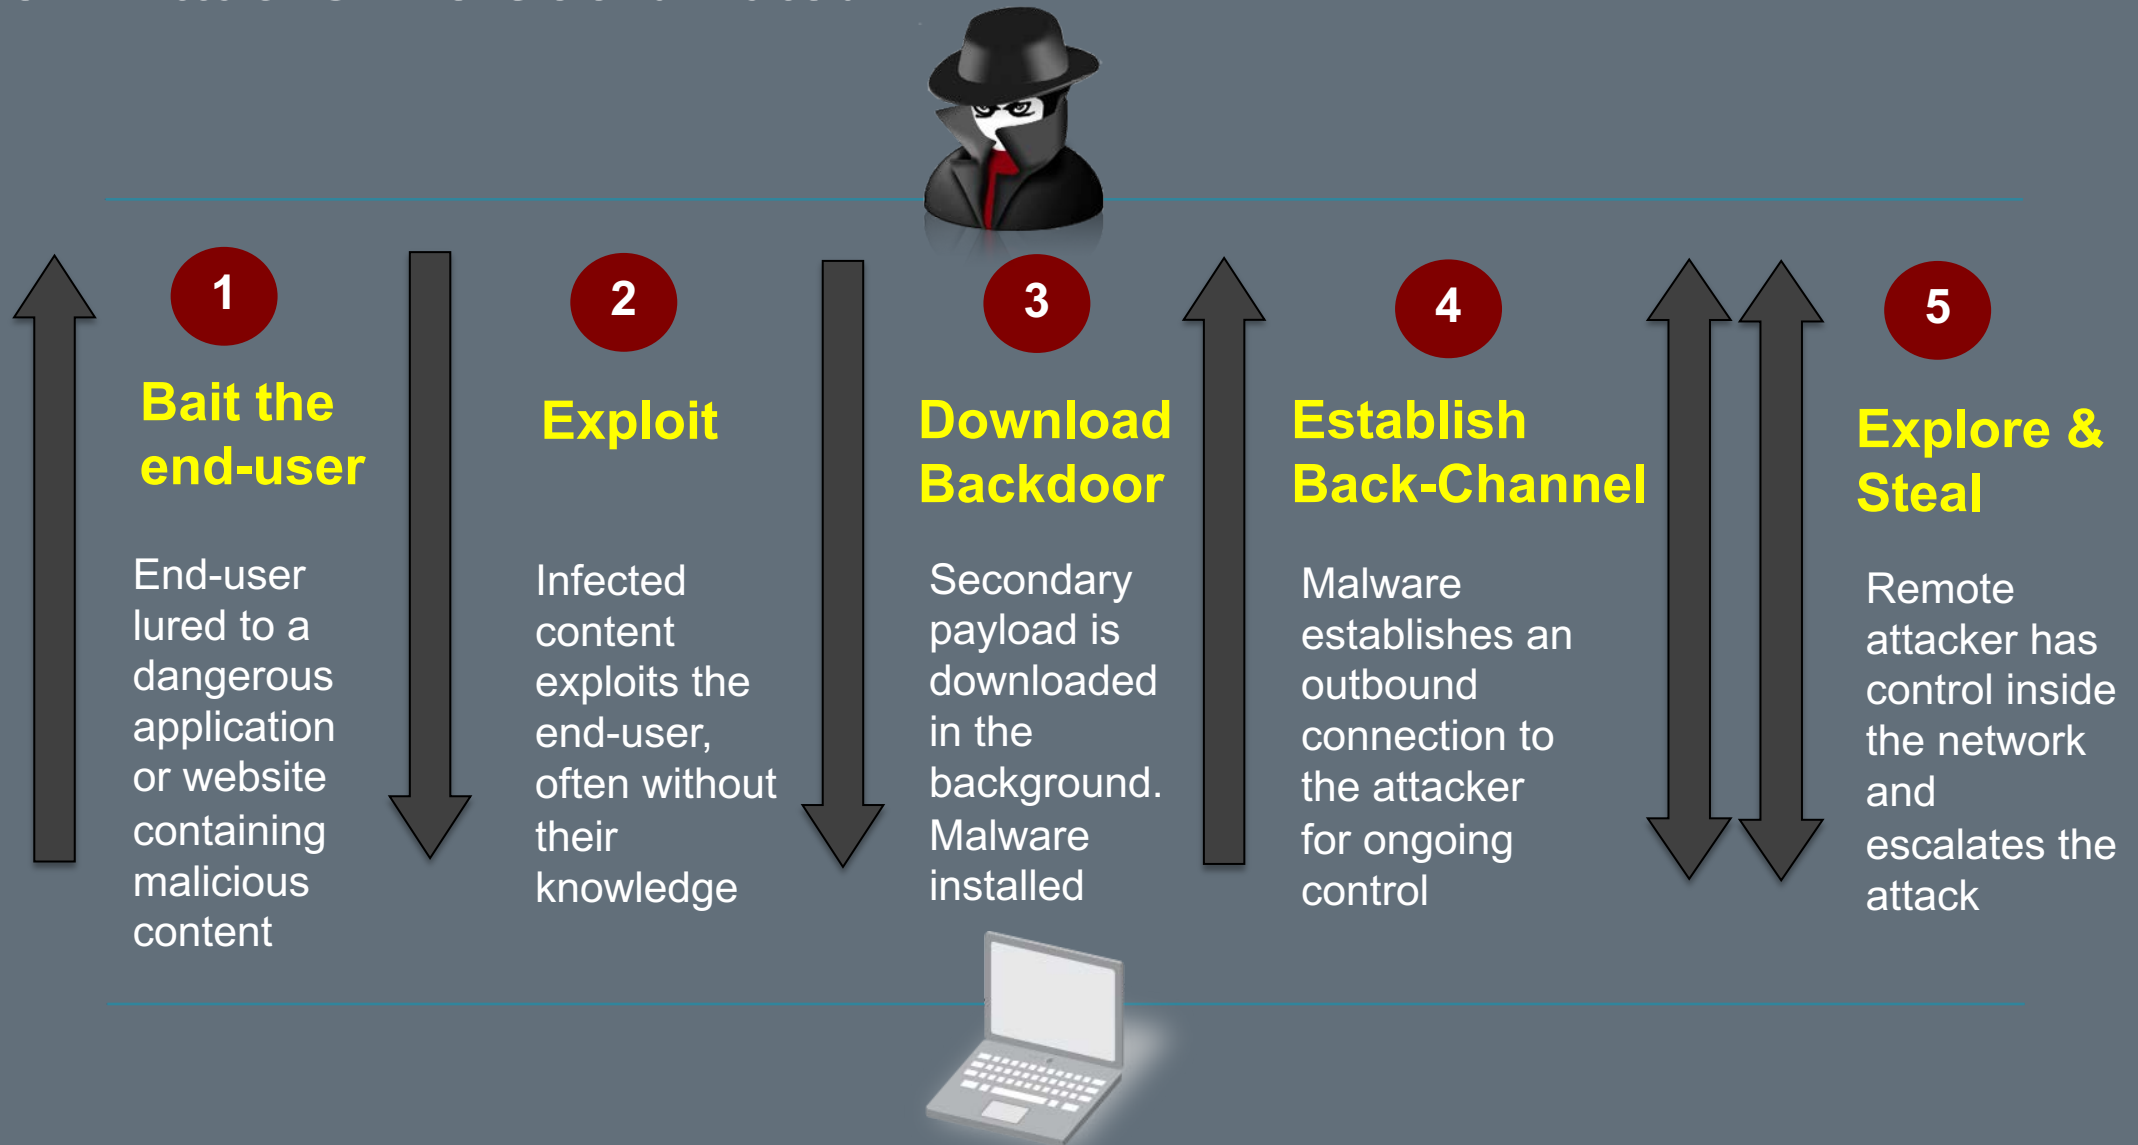 1
Bait the
end-user
End-user
lured to a
dangerous
application
or website
containing
malicious
content
2
Exploit
Infected
content
exploits the
end-user,
often without
their
knowledge
3
Download
Backdoor
Secondary
payload is
downloaded
in the
background.
Malware
installed
4
Establish
Back-Channel
Malware
establishes an
outbound
connection to
the attacker
for ongoing
control
5
Explore &
Steal
Remote
attacker has
control inside
the network
and
escalates the
attack